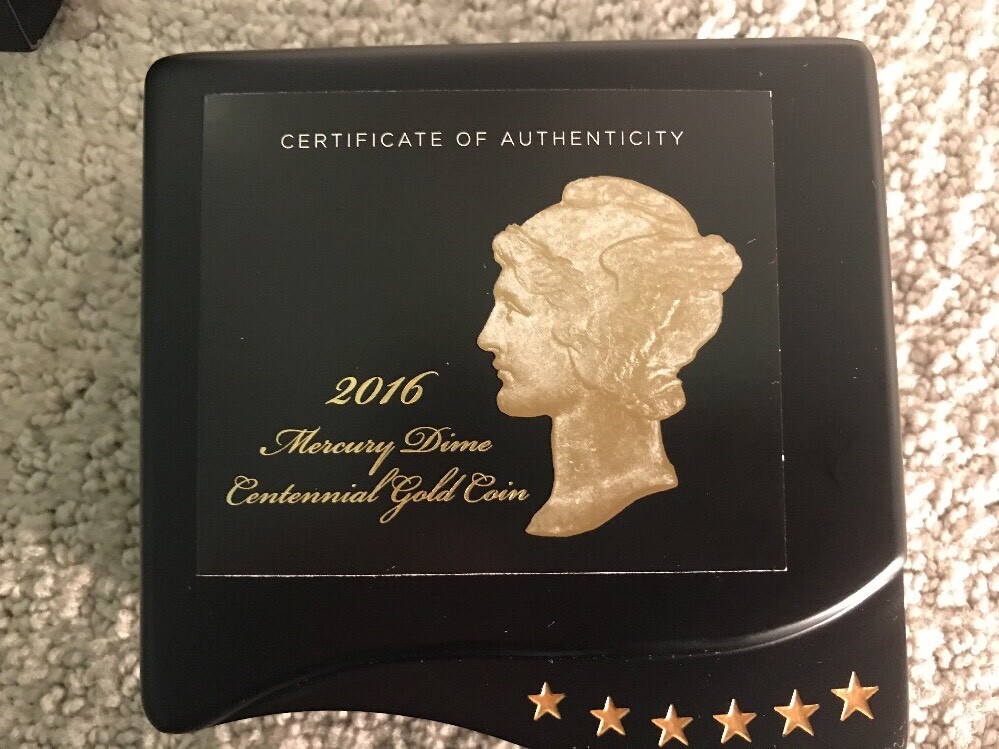 CERTIFICATE OF AUTHENTICITY
2016
Mercury Dime
Centennial Gold Coin